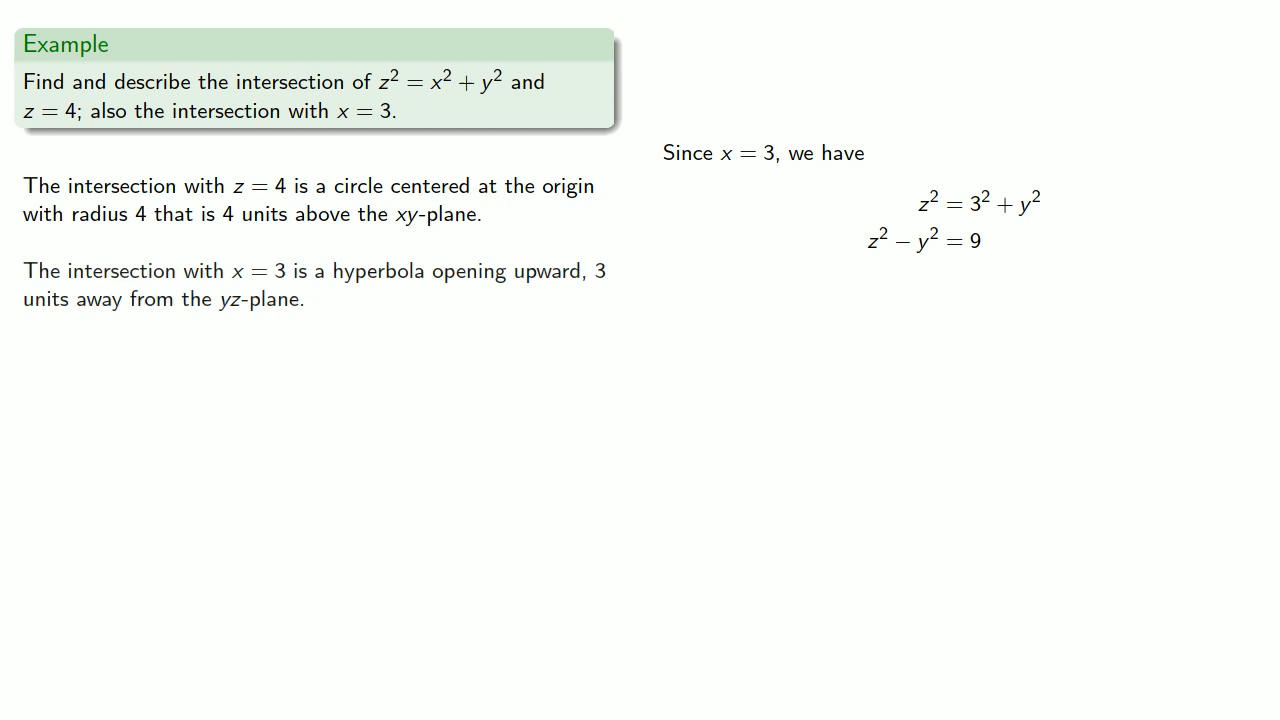 Example
Find and describe the intersection of z² = x² + y² and
z = 4; also the intersection with x = 3.
The intersection with z = 4 is a circle centered at the origin
with radius 4 that is 4 units above the xy-plane.
The intersection with x = 3 is a hyperbola opening upward, 3
units away from the yz-plane.
Since x = 3, we have
z² = 3² + y²
z² − y² = 9